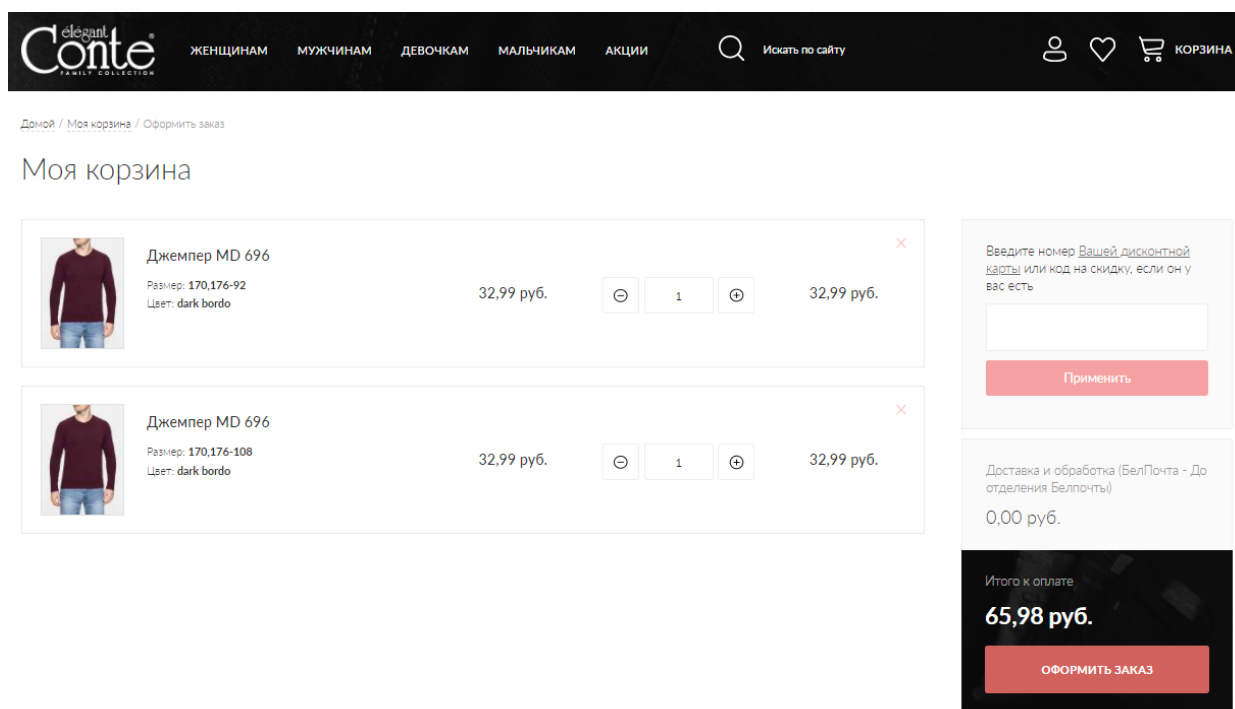 élégant
Conte®
FAMILY COLLECTION
ЖЕНЩИНАМ МУЖЧИНАМ ДЕВОЧКАМ МАЛЬЧИКАМ АКЦИИ Искать по сайту КОРЗИНА
Домой / Моя корзина / Оформить заказ
Моя корзина
Джемпер MD 696
Размер: 170,176-92
Цвет: dark bordo
32,99 руб. 1 32,99 руб.
Джемпер MD 696
Размер: 170,176-108
Цвет: dark bordo
32,99 руб. 1 32,99 руб.
Введите номер Вашей дисконтной
карты или код на скидку, если он у
вас есть
Применить
Доставка и обработка (БелПочта - До
отделения Белпочты)
0,00 руб.
Итого к оплате
65,98 руб.
ОФОРМИТЬ ЗАКАЗ